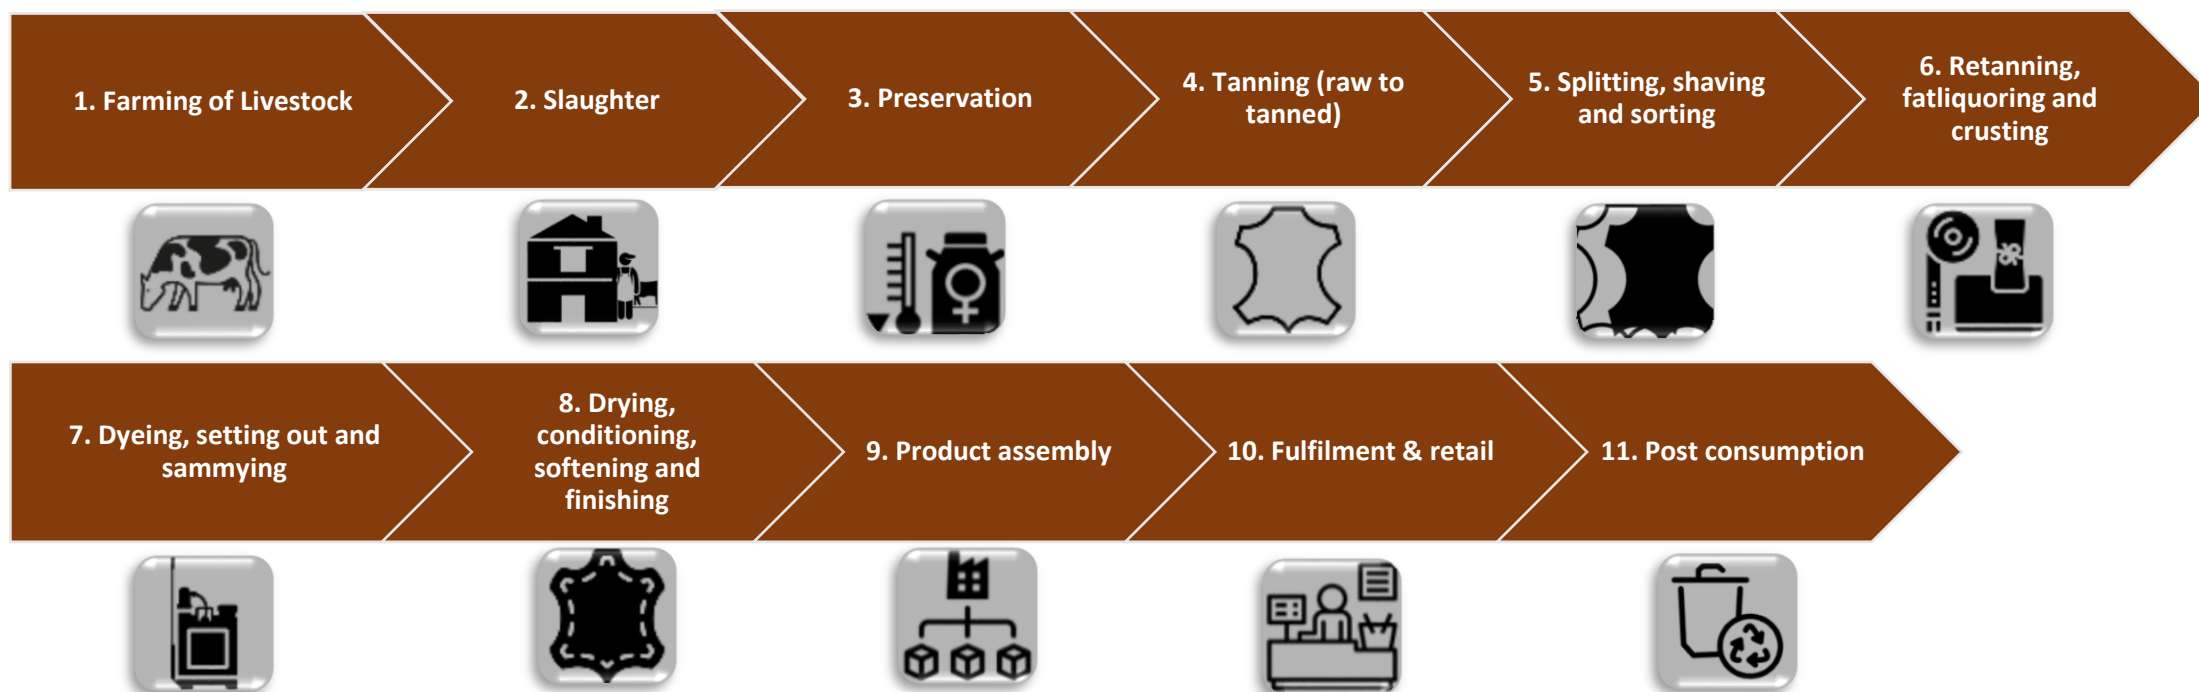 1. Farming of Livestock
2. Slaughter
3. Preservation
4. Tanning (raw to
tanned)
5. Splitting, shaving
and sorting
6. Retanning,
fatliquoring and
crusting
7. Dyeing, setting out and
sammying
8. Drying,
conditioning,
softening and
finishing
9. Product assembly
10. Fulfilment & retail
11. Post consumption